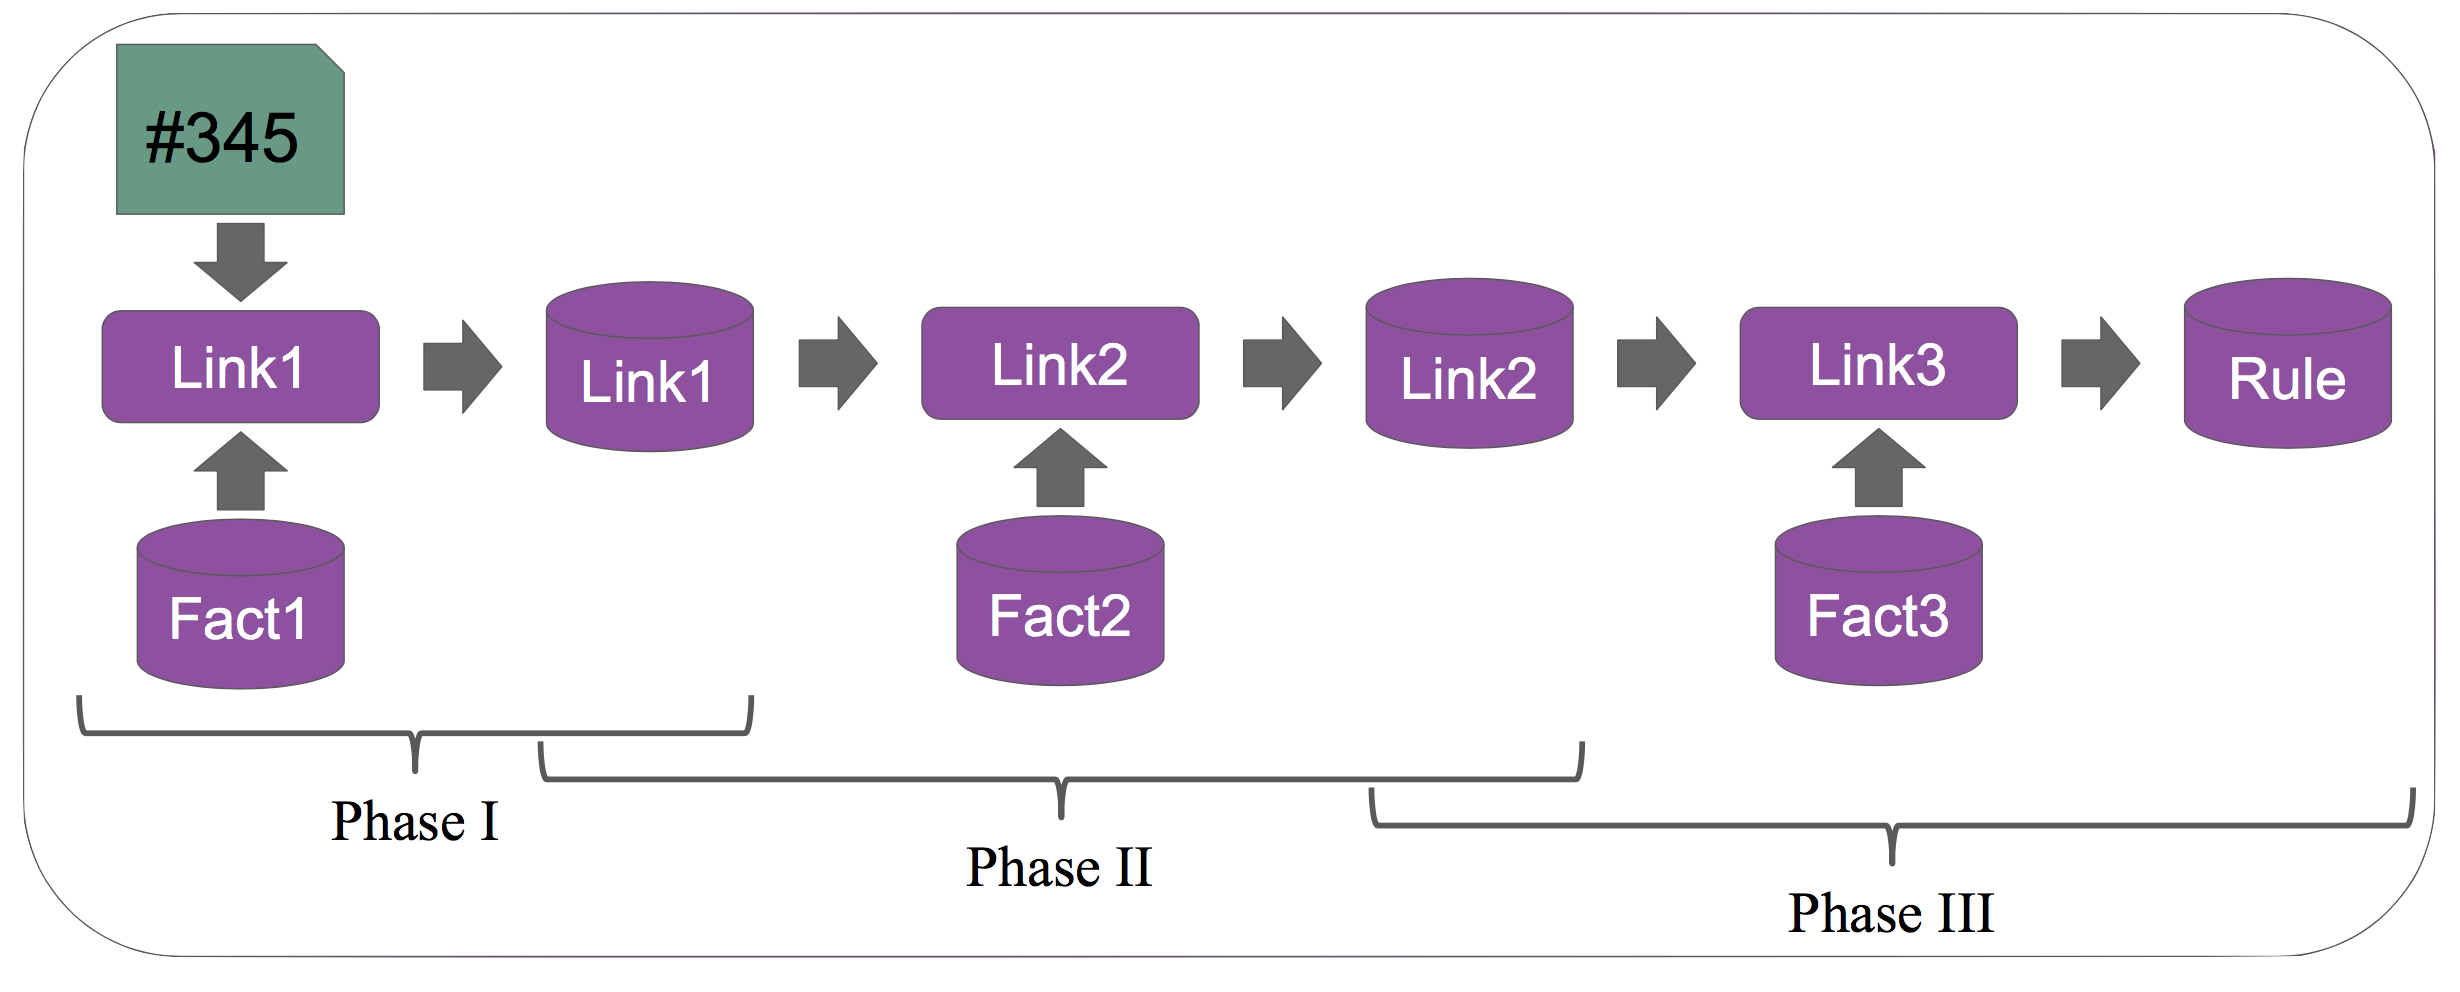 #345
Link1
Link1
Link2
Link2
Link3
Rule
Fact1
Fact2
Fact3
Phase I
Phase II
Phase III